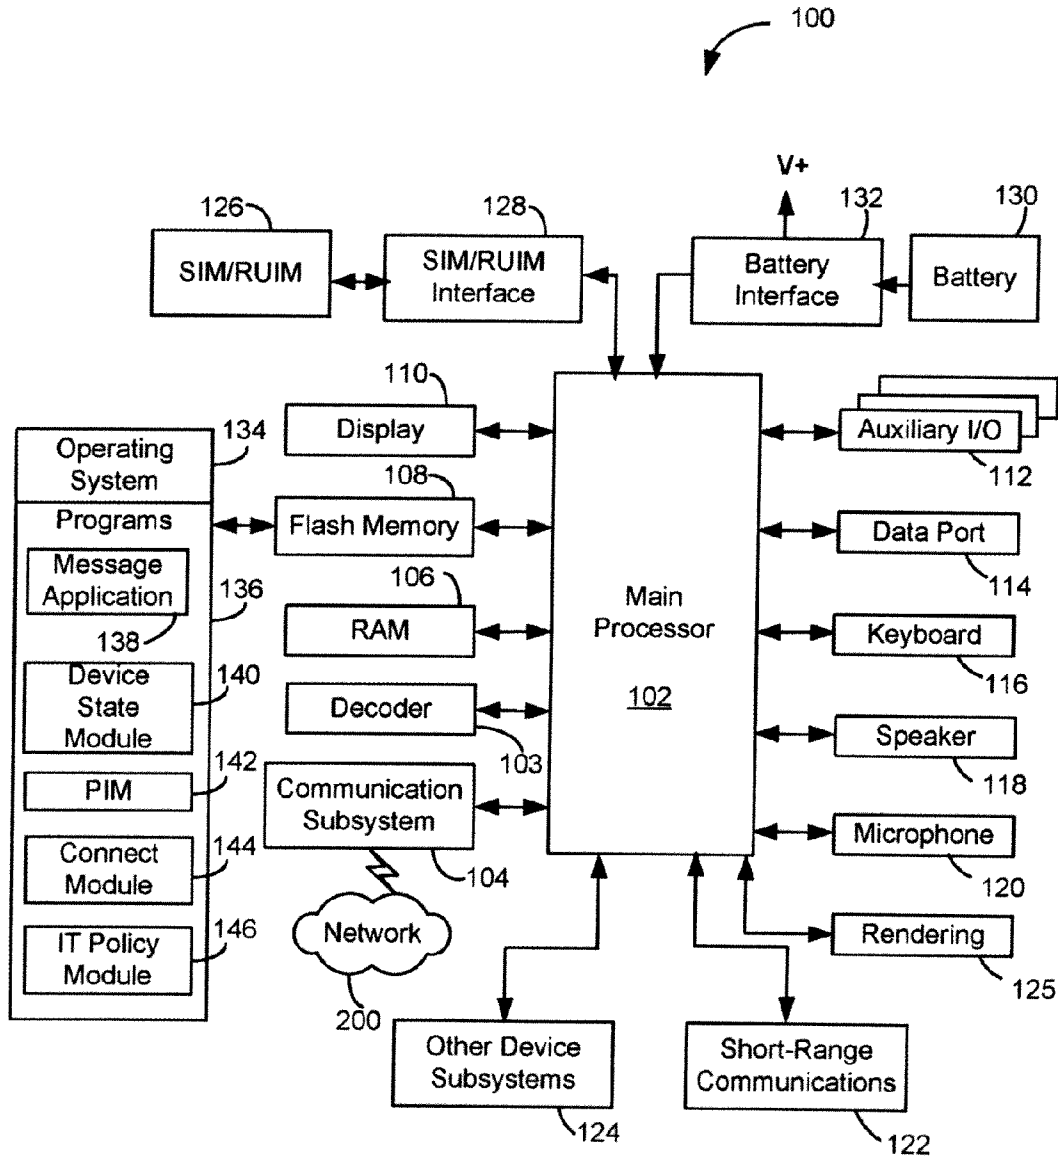 100
V+
126
128
132
130
SIM/RUIM
SIM/RUIM
Interface
Battery
Interface
Battery
110
Display
Auxiliary I/O
112
Operating
System
134
108
Flash Memory
Data Port
114
Programs
Message
Application
138
136
106
RAM
Main
Processor
102
Keyboard
116
Device
State
Module
140
Decoder
103
Speaker
118
PIM
142
Communication
Subsystem
104
Microphone
120
Connect
Module
144
Network
200
Rendering
125
IT Policy
Module
146
Other Device
Subsystems
124
Short-Range
Communications
122